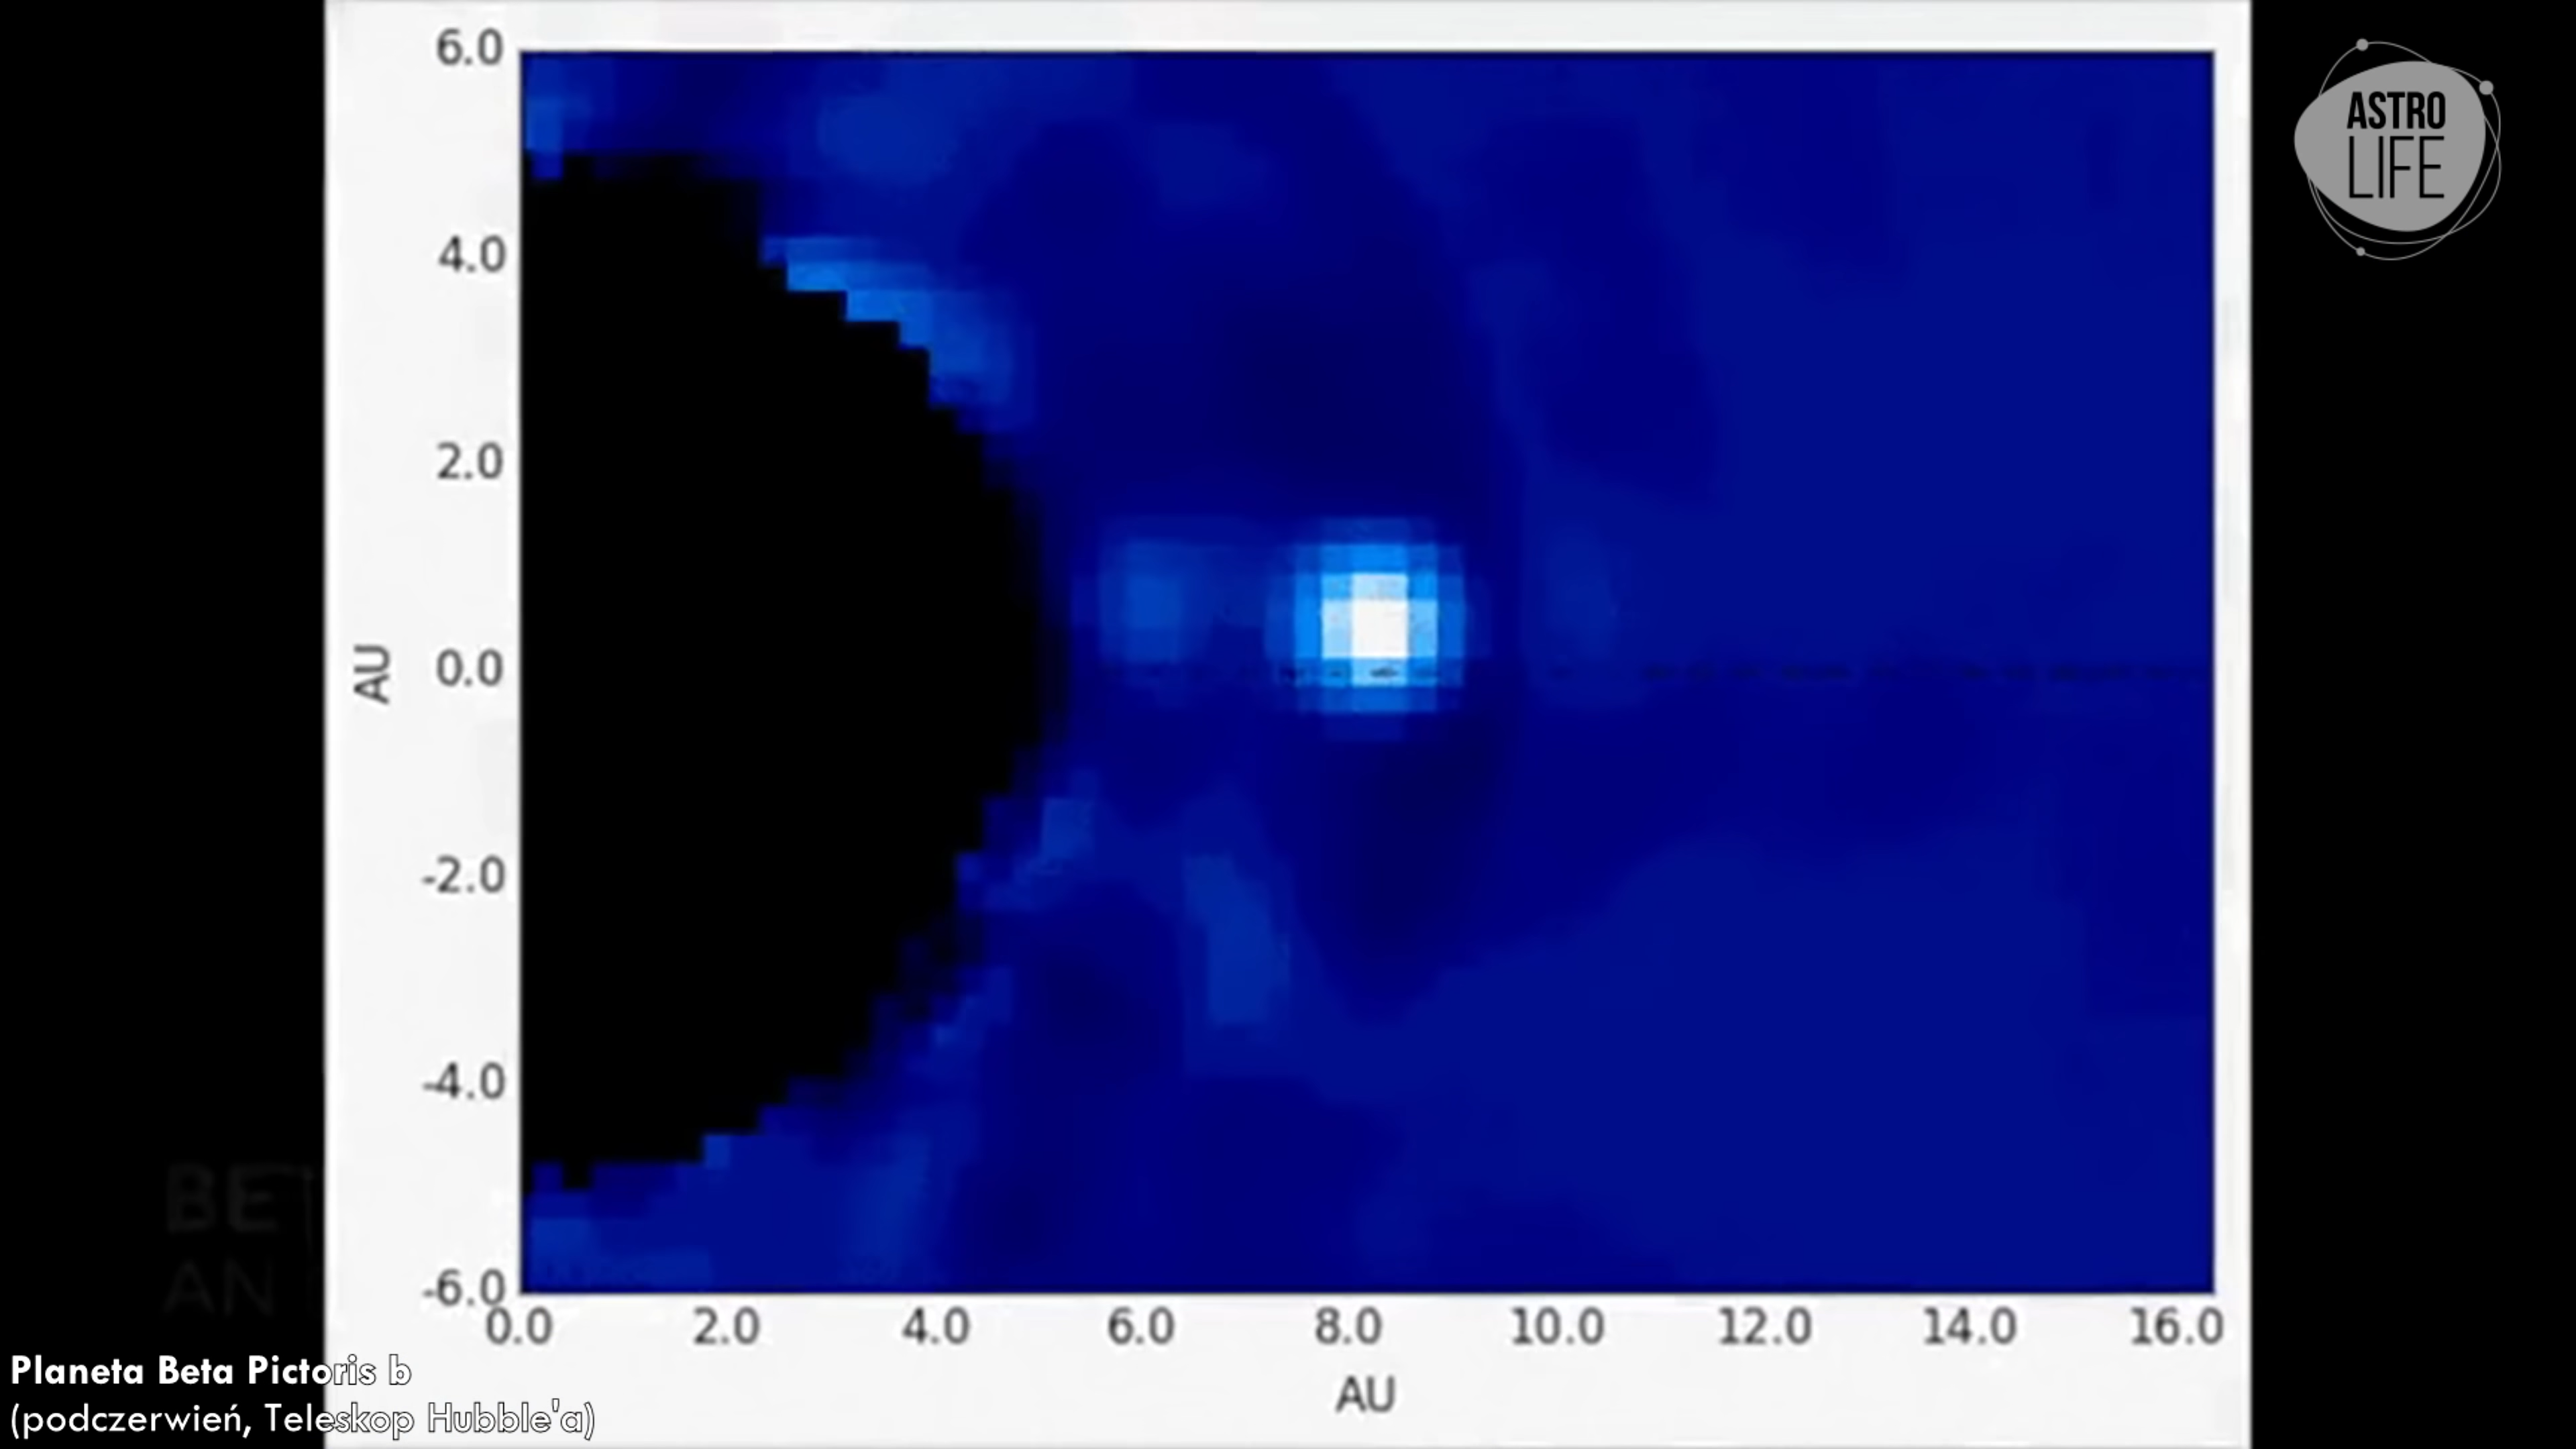 6.0
ASTRO
LIFE
4.0
2.0
AU
0.0
-2.0
-4.0
BE
AN
-6.0
0.0 2.0 4.0 6.0 8.0 10.0 12.0 14.0 16.0
AU
Planeta Beta Pictoris b
(podczerwień, Teleskop Hubble'a)